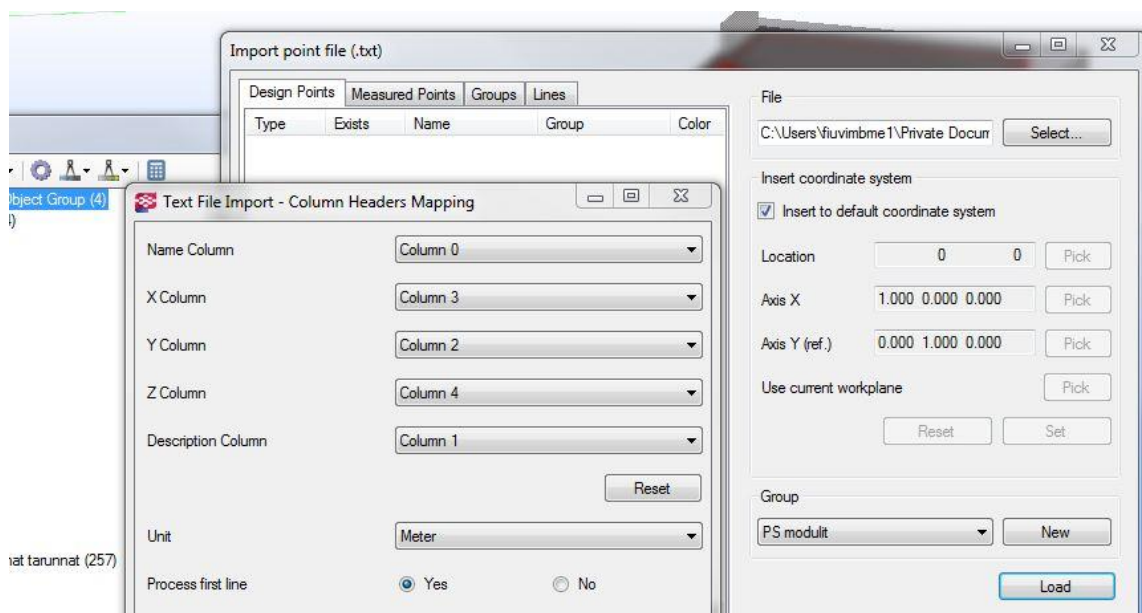 Import point file (.txt)
Design Points Measured Points Groups Lines
Type Exists Name Group Color
File
C:\Users\fiuvimbme1\Private Docum Select...
Insert coordinate system
Insert to default coordinate system
Location 0 0 Pick
Axis X 1.000 0.000 0.000 Pick
Axis Y (ref.) 0.000 1.000 0.000 Pick
Use current workplane Pick
Reset Set
Group
PS modulit New
Load
Object Group (4)
Text File Import - Column Headers Mapping
Name Column Column 0
X Column Column 3
Y Column Column 2
Z Column Column 4
Description Column Column 1
Reset
Unit Meter
Process first line Yes No
tarunnat (257)